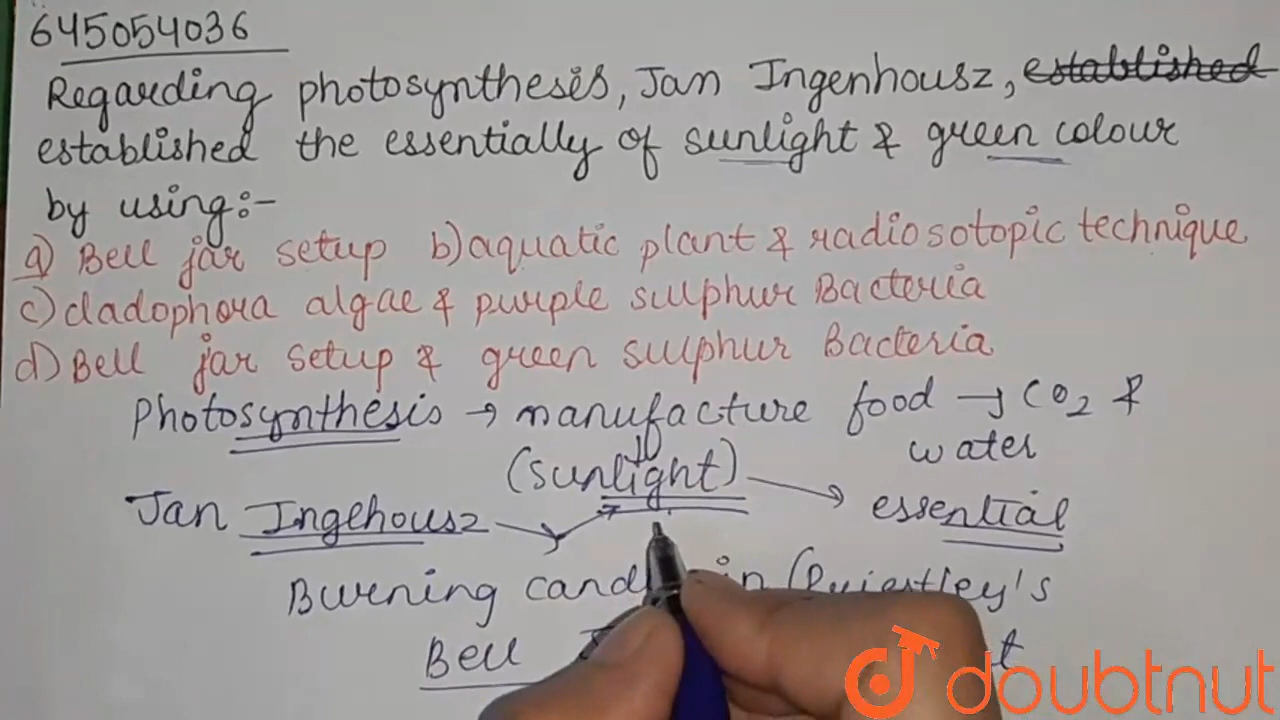 645054036
Regarding photosynthesis, Jan Ingenhousz, established
established the essentially of sunlight & green colour
by using:-
a) Bell jar setup b) aquatic plant & radiosotopic technique
c) cladophora algae & purple sulphur Bacteria
d) Bell jar setup & green sulphur Bacteria
Photosynthesis → manufacture food → CO2 &
water
(sunlight) → essential
Jan Ingehousz
Burning in (Priestley's
Bell
doubtnut